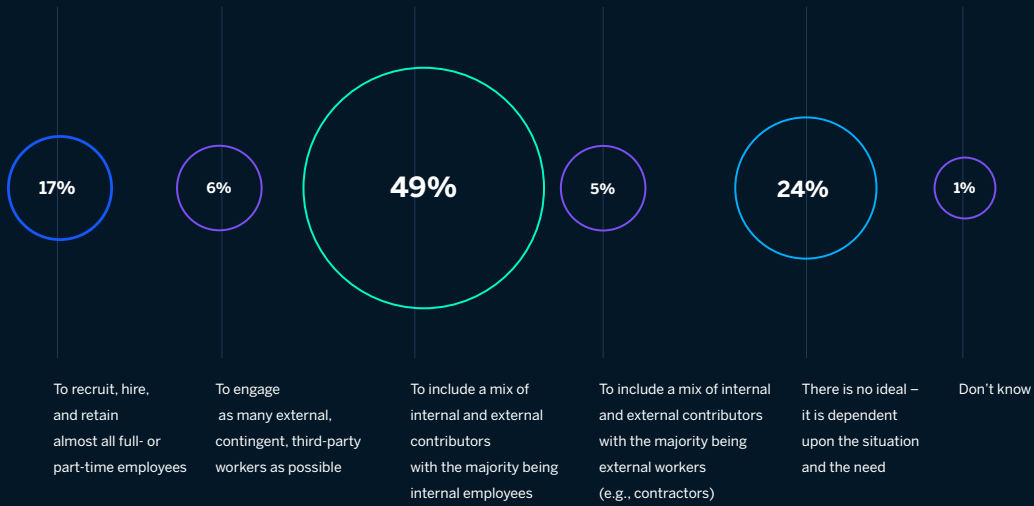 17%
6%
49%
5%
24%
1%
To recruit, hire,
and retain
almost all full- or
part-time employees
To engage
as many external,
contingent, third-party
workers as possible
To include a mix of
internal and external
contributors
with the majority being
internal employees
To include a mix of internal
and external contributors
with the majority being
external workers
(e.g., contractors)
There is no ideal –
it is dependent
upon the situation
and the need
Don’t know